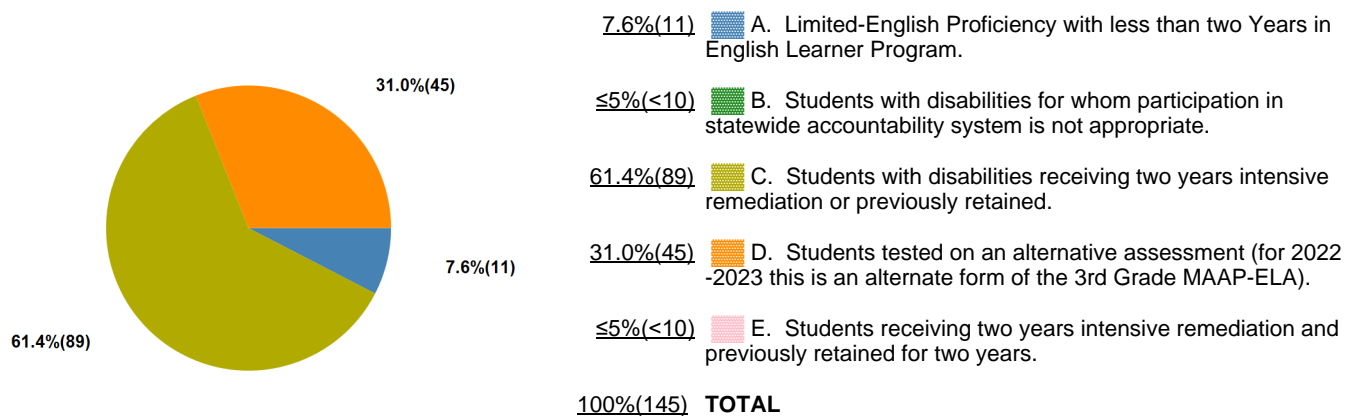 31.0%(45)
7.6%(11)
61.4%(89)
7.6%(11) A. Limited-English Proficiency with less than two Years in
English Learner Program.
≤5%(<10) B. Students with disabilities for whom participation in
statewide accountability system is not appropriate.
61.4%(89) C. Students with disabilities receiving two years intensive
remediation or previously retained.
31.0%(45) D. Students tested on an alternative assessment (for 2022
-2023 this is an alternate form of the 3rd Grade MAAP-ELA).
≤5%(<10) E. Students receiving two years intensive remediation and
previously retained for two years.
100%(145) TOTAL